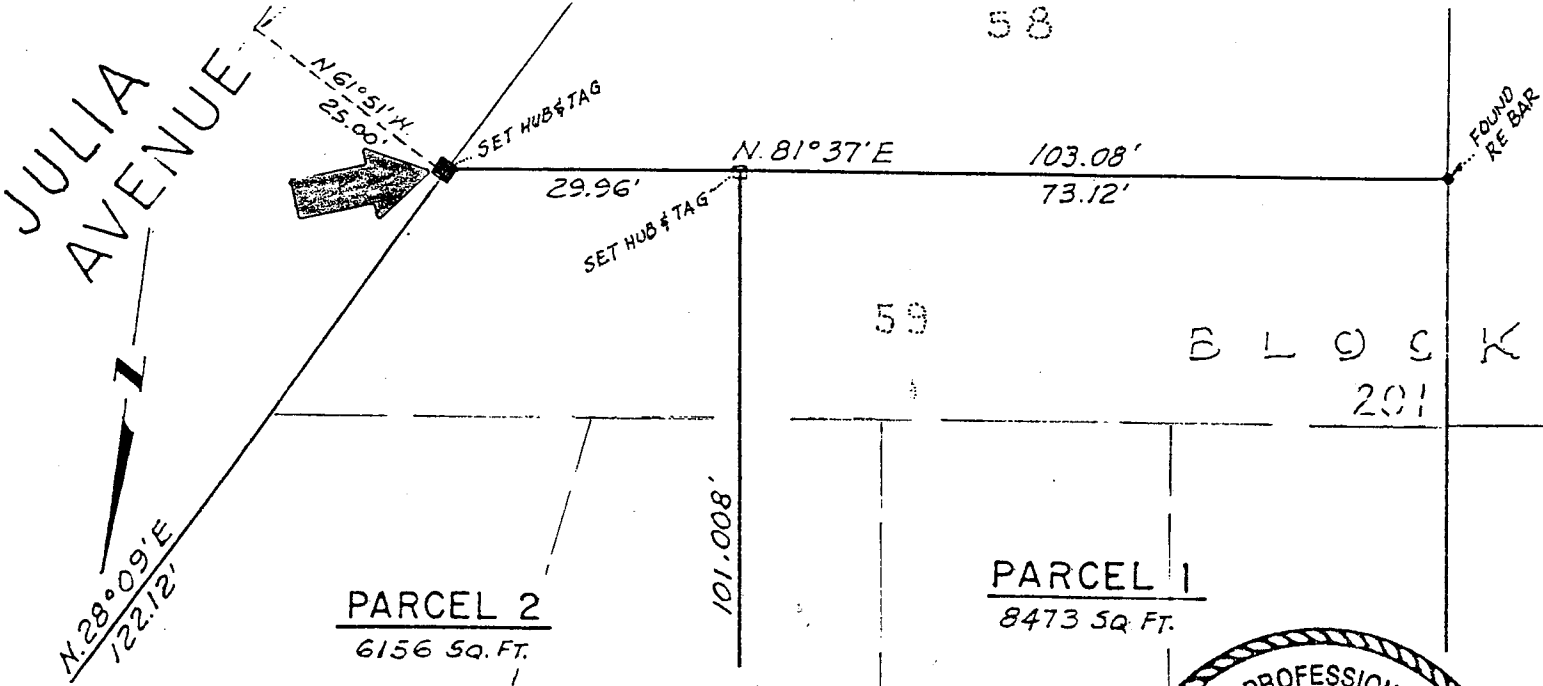 58
JULIA
AVENUE
N 61°51' W.
25.00'
SET HUB & TAG
N. 81°37' E
103.08'
29.96'
73.12'
SET HUB & TAG
FOUND
RE BAR
59
BLOCK
201
101.008'
N. 28°09' E
122.12'
PARCEL 2
6156 SQ. FT.
PARCEL 1
8473 SQ. FT.